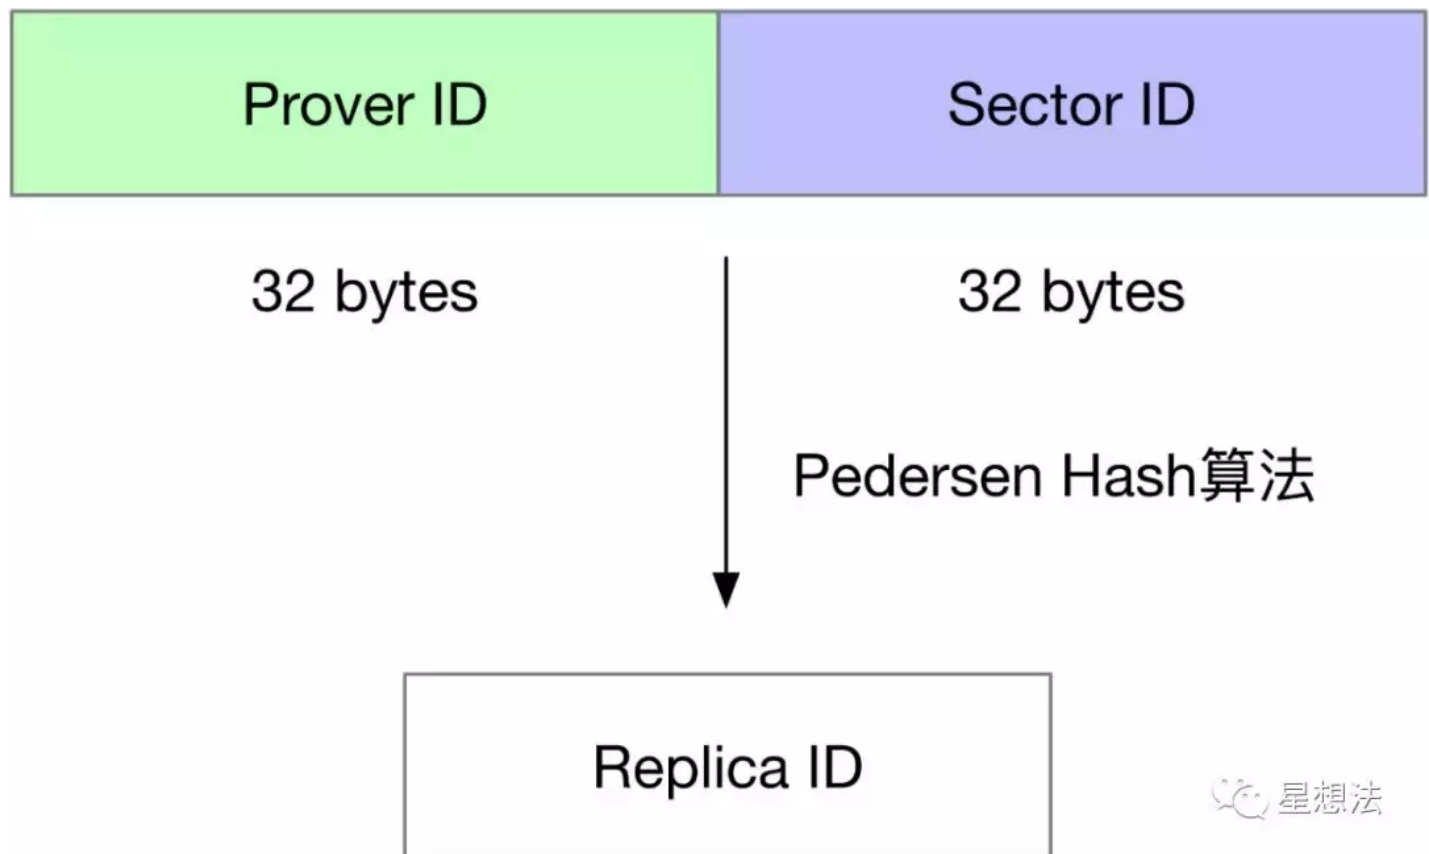 Prover ID
Sector ID
32 bytes
32 bytes
Pedersen Hash算法
Replica ID
星想法